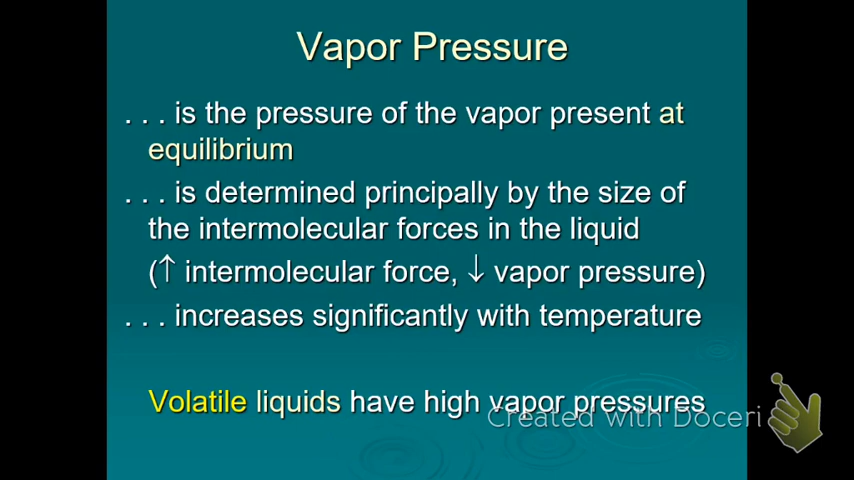 Vapor Pressure
. . . is the pressure of the vapor present at
equilibrium
. . . is determined principally by the size of
the intermolecular forces in the liquid
(↑ intermolecular force, ↓ vapor pressure)
. . . increases significantly with temperature
Volatile liquids have high vapor pressures
Created with Doceri